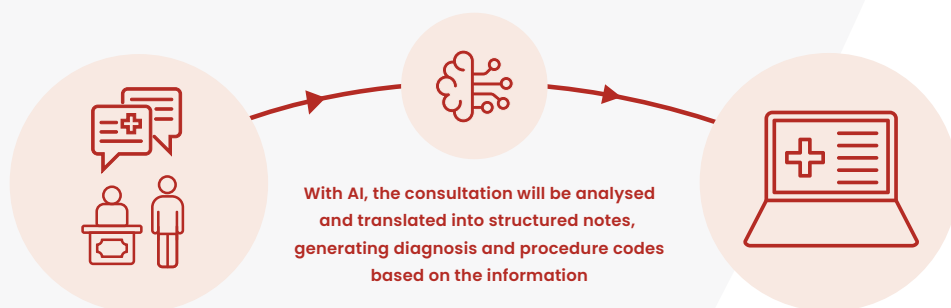 With AI, the consultation will be analysed
and translated into structured notes,
generating diagnosis and procedure codes
based on the information